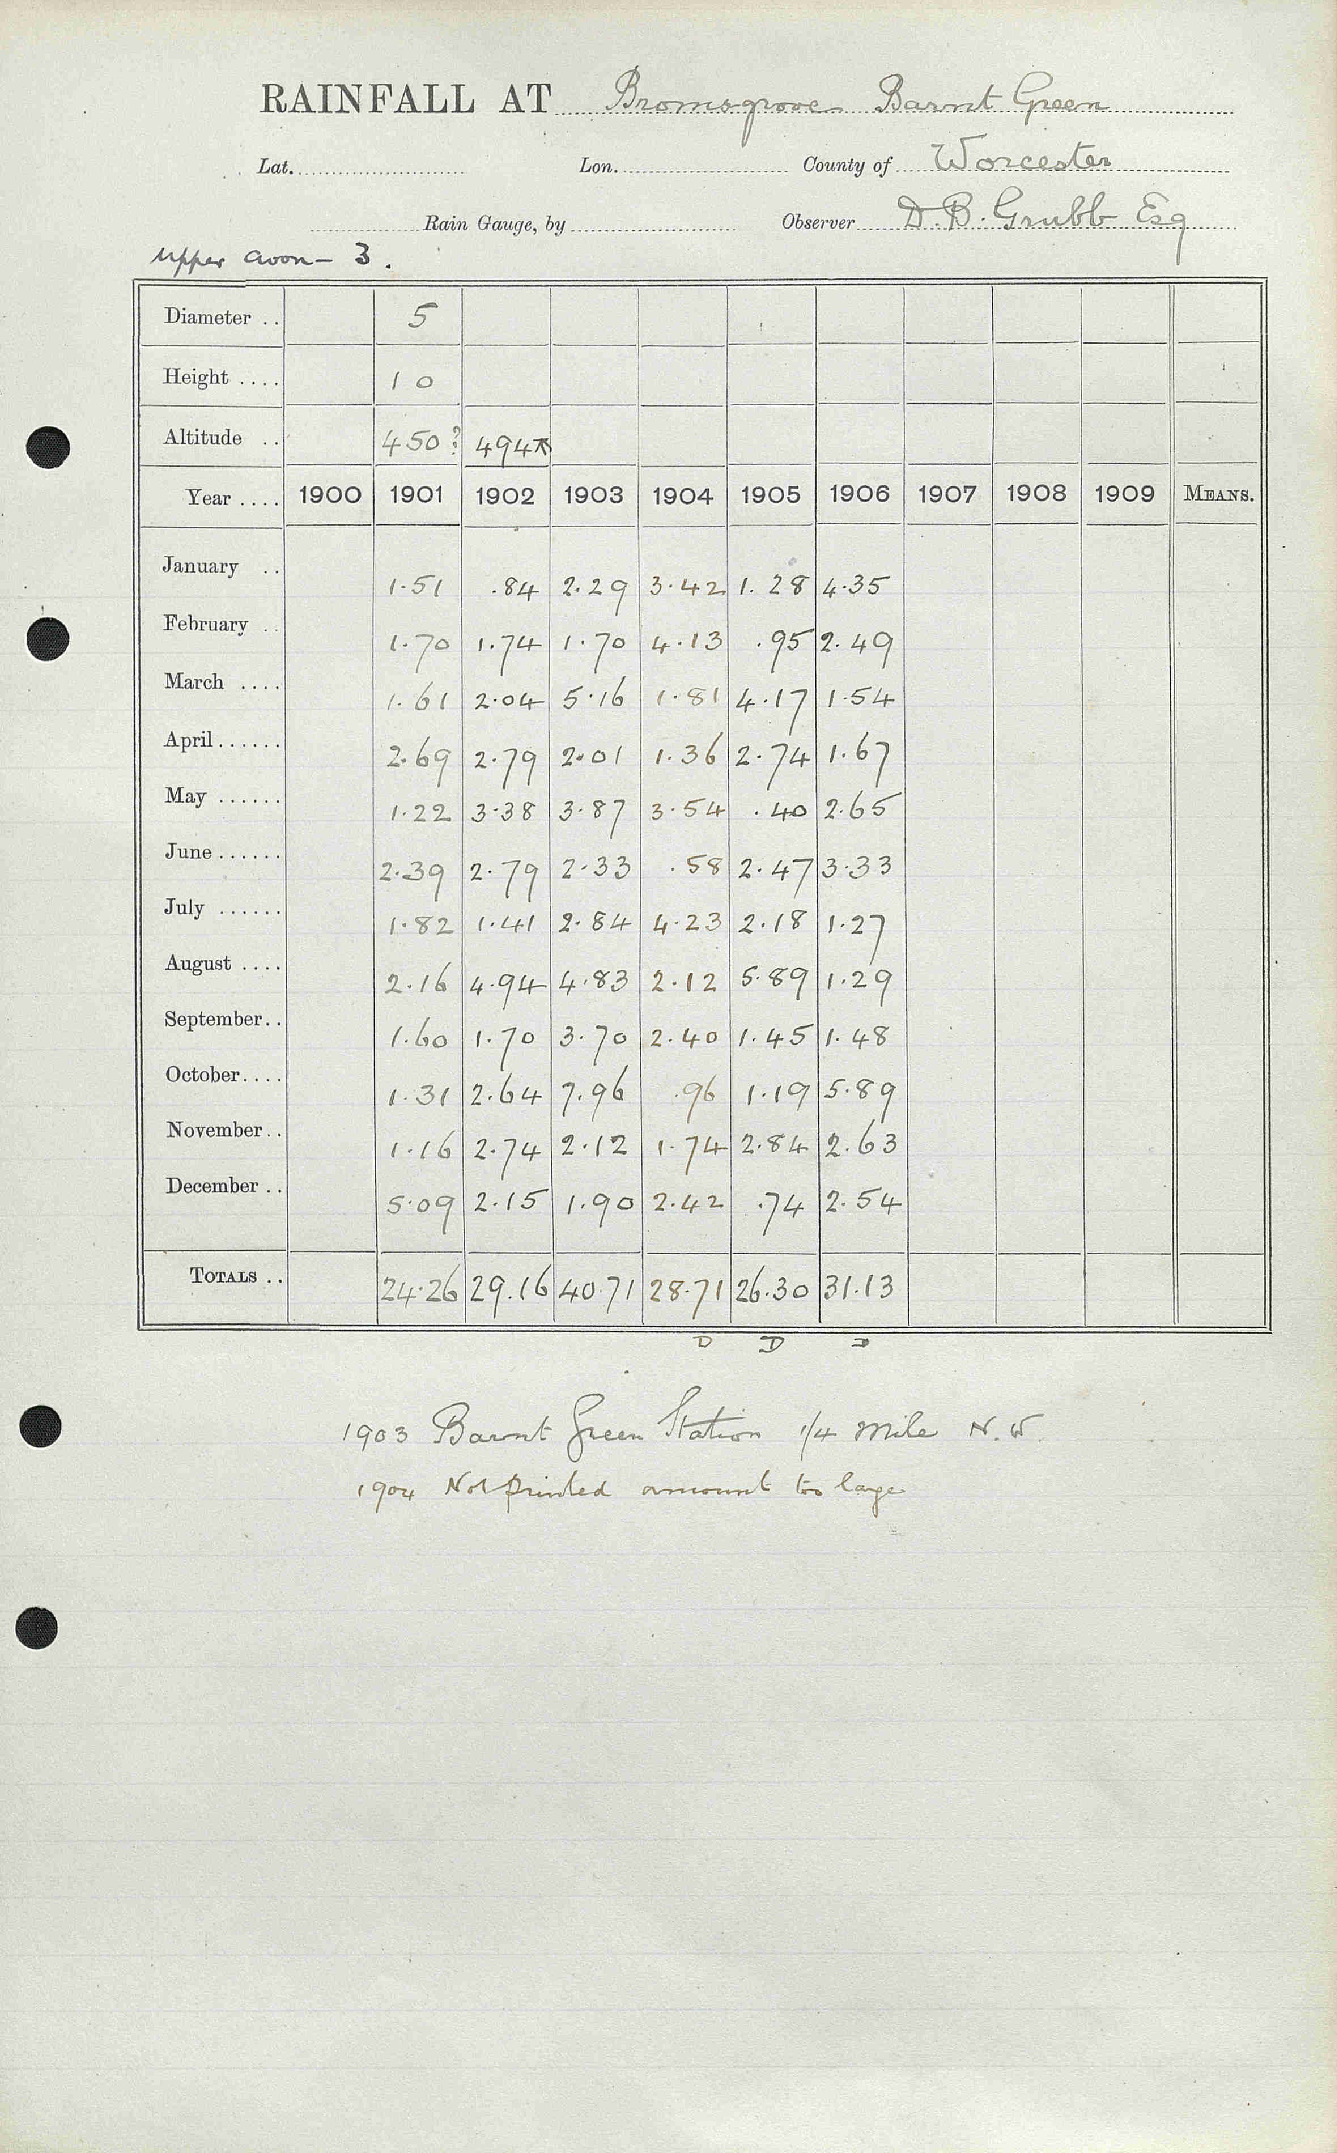 RAINFALL AT Bromsgrove Barnt Green
Lat. Lon. County of Worcester
Rain Gauge, by Observer D. B. Grubb Esq
Upper Avon - 3.
Diameter .. 5
Height .... 10
Altitude .. 450? 494
Year .... 1900 1901 1902 1903 1904 1905 1906 1907 1908 1909 MEANS.
January .. 1.51 .84 2.29 3.42 1.28 4.35
February .. 1.70 1.74 1.70 4.13 .95 2.49
March .... 1.61 2.04 5.16 1.81 4.17 1.54
April...... 2.69 2.79 2.01 1.36 2.74 1.67
May ...... 1.22 3.38 3.87 3.54 .40 2.65
June...... 2.39 2.79 2.33 .58 2.47 3.33
July ...... 1.82 1.41 2.84 4.23 2.18 1.27
August .... 2.16 4.94 4.83 2.12 5.89 1.29
September.. 1.60 1.70 3.70 2.40 1.45 1.48
October.... 1.31 2.64 7.96 .96 1.19 5.89
November.. 1.16 2.74 2.12 1.74 2.84 2.63
December .. 5.09 2.15 1.90 2.42 .74 2.54
TOTALS .. 24.26 29.16 40.71 28.71 26.30 31.13
D D D
1903 Barnt Green Station 1/4 mile N.W.
1904 Not printed amount too large